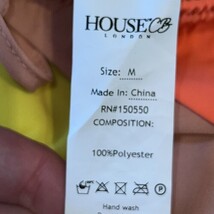 HOUSE CB
LONDON
Size: M
Made In: China
RN#150550
COMPOSITION:
100%Polyester
Hand wash